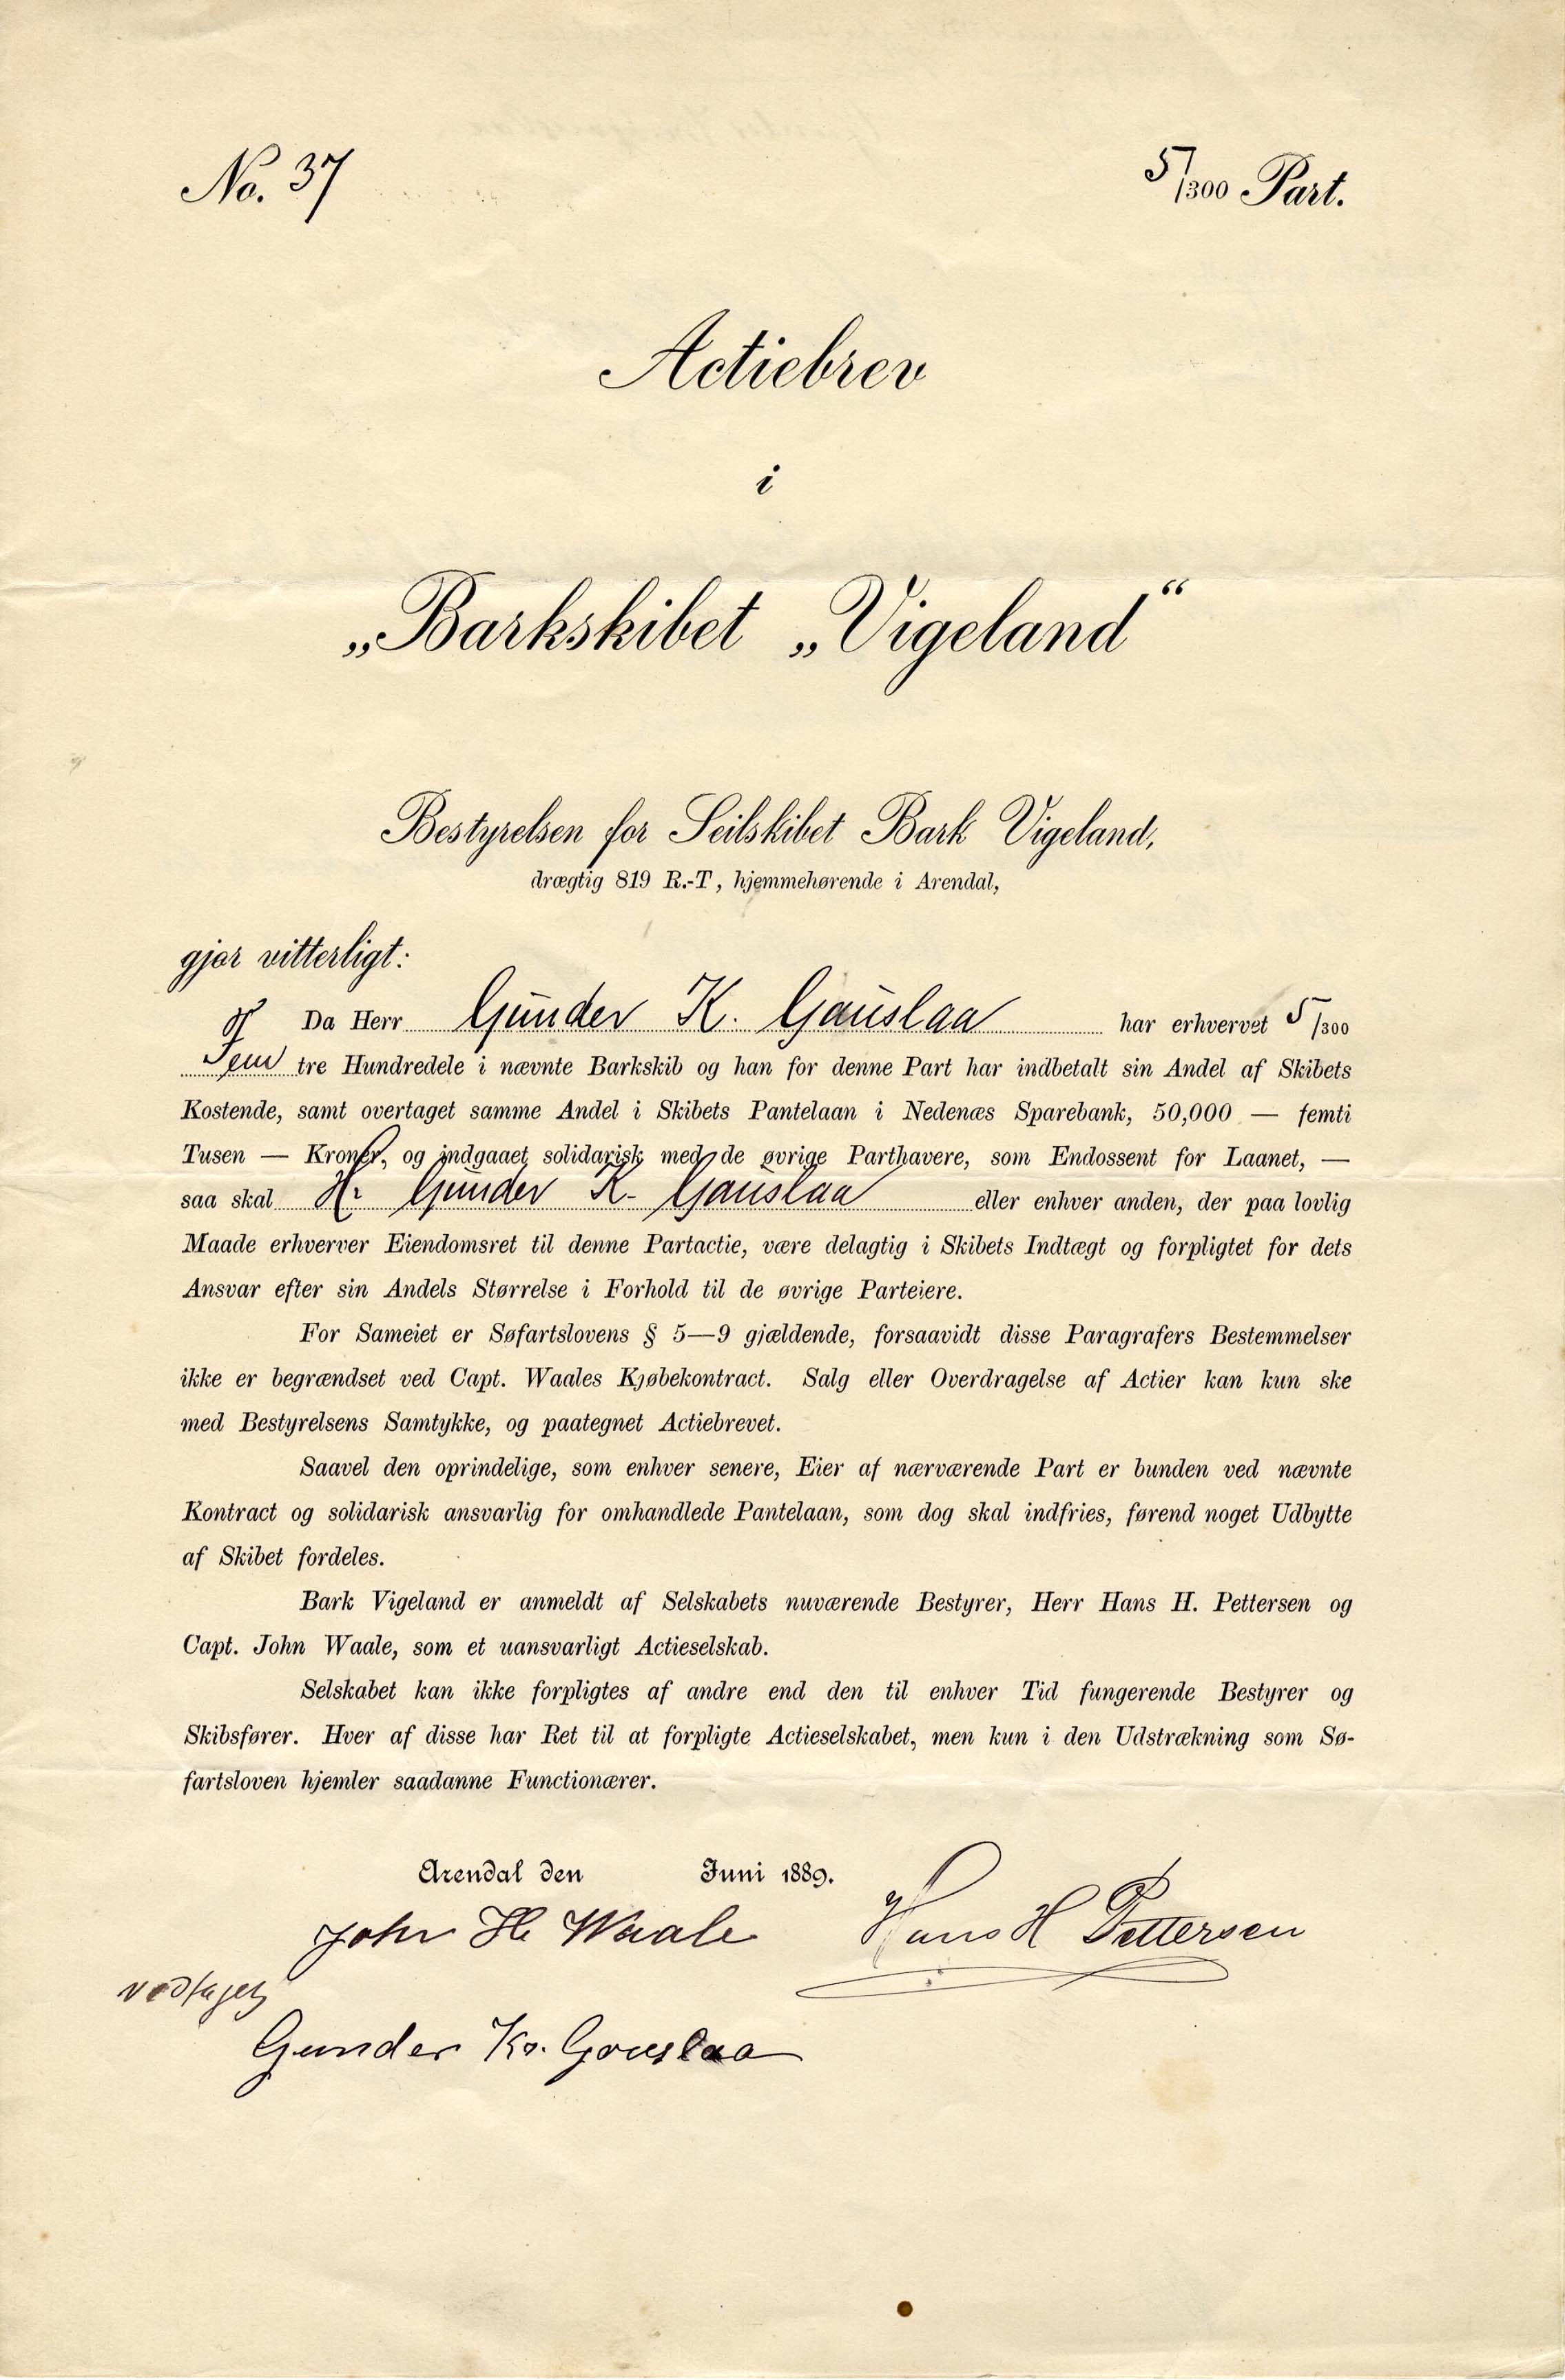 No. 37
5/300 Part.
Actiebrev
i
„Barkskibet „Vigeland“
Bestyrelsen for Seilskibet Bark Vigeland,
drægtig 819 R.-T, hjemmehørende i Arendal,
gjør vitterligt:
Da Herr Gunder K. Gauslaa har erhvervet 5/300
Fem tre Hundredele i nævnte Barkskib og han for denne Part har indbetalt sin Andel af Skibets
Kostende, samt overtaget samme Andel i Skibets Pantelaan i Nedenæs Sparebank, 50,000 — femti
Tusen — Kroner, og indgaaet solidarisk med de øvrige Parthavere, som Endossent for Laanet, —
saa skal Hr Gunder K. Gauslaa eller enhver anden, der paa lovlig
Maade erhverver Eiendomsret til denne Partactie, være delagtig i Skibets Indtægt og forpligtet for dets
Ansvar efter sin Andels Størrelse i Forhold til de øvrige Parteiere.
For Sameiet er Søfartslovens § 5—9 gjældende, forsaavidt disse Paragrafers Bestemmelser
ikke er begrændset ved Capt. Waales Kjøbekontract. Salg eller Overdragelse af Actier kan kun ske
med Bestyrelsens Samtykke, og paategnet Actiebrevet.
Saavel den oprindelige, som enhver senere, Eier af nærværende Part er bunden ved nævnte
Kontract og solidarisk ansvarlig for omhandlede Pantelaan, som dog skal indfries, førend noget Udbytte
af Skibet fordeles.
Bark Vigeland er anmeldt af Selskabets nuværende Bestyrer, Herr Hans H. Pettersen og
Capt. John Waale, som et uansvarligt Actieselskab.
Selskabet kan ikke forpligtes af andre end den til enhver Tid fungerende Bestyrer og
Skibsfører. Hver af disse har Ret til at forpligte Actieselskabet, men kun i den Udstrækning som Sø-
fartsloven hjemler saadanne Functionærer.
Arendal den Juni 1889.
John H. Waale Hans H Pettersen
vedtaget
Gunder Ks. Gouslaa